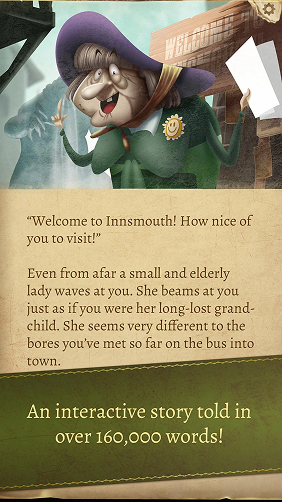 WELCOME
“Welcome to Innsmouth! How nice of
you to visit!”
Even from afar a small and elderly
lady waves at you. She beams at you
just as if you were her long-lost grand-
child. She seems very different to the
bores you’ve met so far on the bus into
town.
An interactive story told in
over 160,000 words!